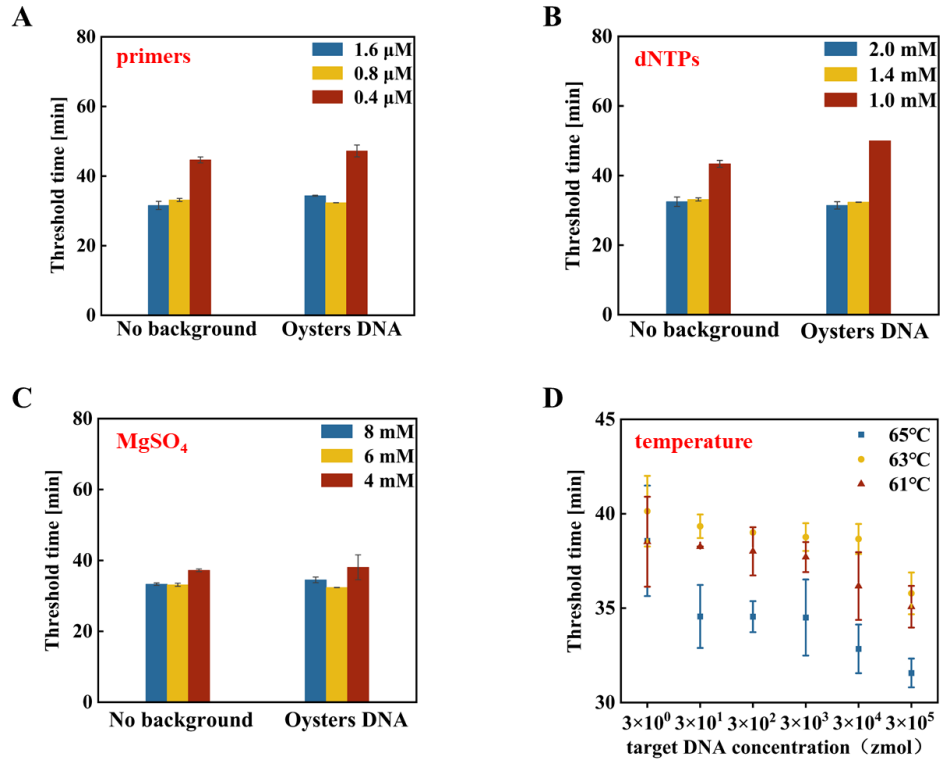 A
primers
1.6 μM
0.8 μM
0.4 μM
80
60
40
20
0
Threshold time [min]
No background
Oysters DNA
B
dNTPs
2.0 mM
1.4 mM
1.0 mM
80
60
40
20
0
Threshold time [min]
No background
Oysters DNA
C
MgSO₄
8 mM
6 mM
4 mM
80
60
40
20
0
Threshold time [min]
No background
Oysters DNA
D
temperature
65°C
63°C
61°C
45
40
35
30
Threshold time [min]
3×10⁰ 3×10¹ 3×10² 3×10³ 3×10⁴ 3×10⁵
target DNA concentration（zmol）